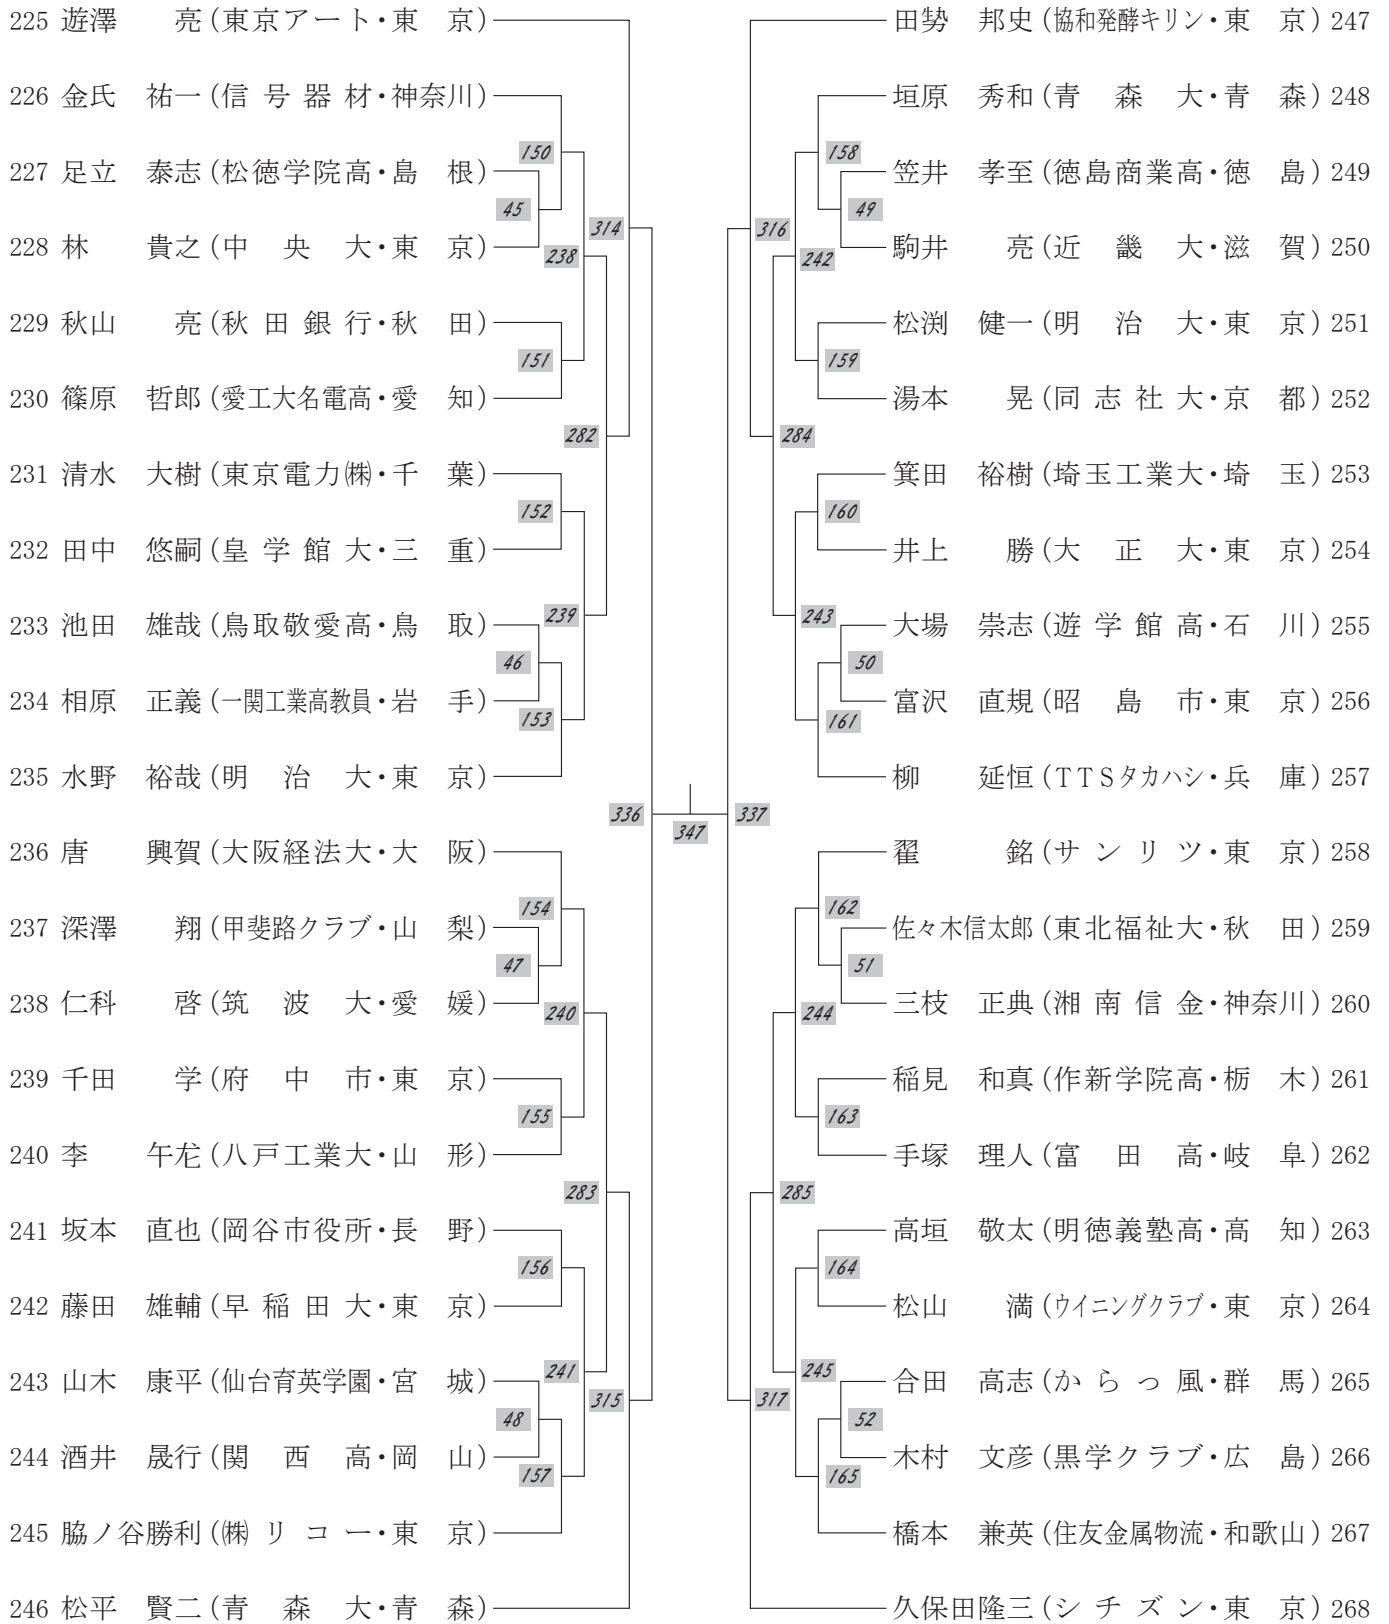 225 遊澤　亮（東京アート・東　京）
226 金氏　祐一（信号器材・神奈川）
227 足立　泰志（松徳学院高・島　根）
228 林　貴之（中央大・東　京）
229 秋山　亮（秋田銀行・秋　田）
230 篠原　哲郎（愛工大名電高・愛　知）
231 清水　大樹（東京電力㈱・千　葉）
232 田中　悠嗣（皇学館大・三　重）
233 池田　雄哉（鳥取敬愛高・鳥　取）
234 相原　正義（一関工業高教員・岩　手）
235 水野　裕哉（明治大・東　京）
236 唐　興賀（大阪経法大・大　阪）
237 深澤　翔（甲斐路クラブ・山　梨）
238 仁科　啓（筑波大・愛　媛）
239 千田　学（府中市・東　京）
240 李　午龙（八戸工業大・山　形）
241 坂本　直也（岡谷市役所・長　野）
242 藤田　雄輔（早稲田大・東　京）
243 山木　康平（仙台育英学園・宮　城）
244 酒井　晟行（関西高・岡　山）
245 脇ノ谷勝利（㈱リコー・東　京）
246 松平　賢二（青森大・青　森）
150
45
314
238
151
282
152
239
46
153
336
347
154
47
240
155
283
156
241
315
48
157
337
158
49
316
242
159
284
160
243
50
161
162
51
244
163
285
164
245
317
52
165
田㔟　邦史（協和発酵キリン・東　京）247
垣原　秀和（青森大・青　森）248
笠井　孝至（徳島商業高・徳　島）249
駒井　亮（近畿大・滋　賀）250
松渕　健一（明治大・東　京）251
湯本　晃（同志社大・京　都）252
箕田　裕樹（埼玉工業大・埼　玉）253
井上　勝（大正大・東　京）254
大場　崇志（遊学館高・石　川）255
富沢　直規（昭島市・東　京）256
柳　延恒（TTSタカハシ・兵　庫）257
翟　銘（サンリツ・東　京）258
佐々木信太郎（東北福祉大・秋　田）259
三枝　正典（湘南信金・神奈川）260
稲見　和真（作新学院高・栃　木）261
手塚　理人（富田高・岐　阜）262
高垣　敬太（明徳義塾高・高　知）263
松山　満（ウイニングクラブ・東　京）264
合田　高志（からっ風・群　馬）265
木村　文彦（黒学クラブ・広　島）266
橋本　兼英（住友金属物流・和歌山）267
久保田隆三（シチズン・東　京）268